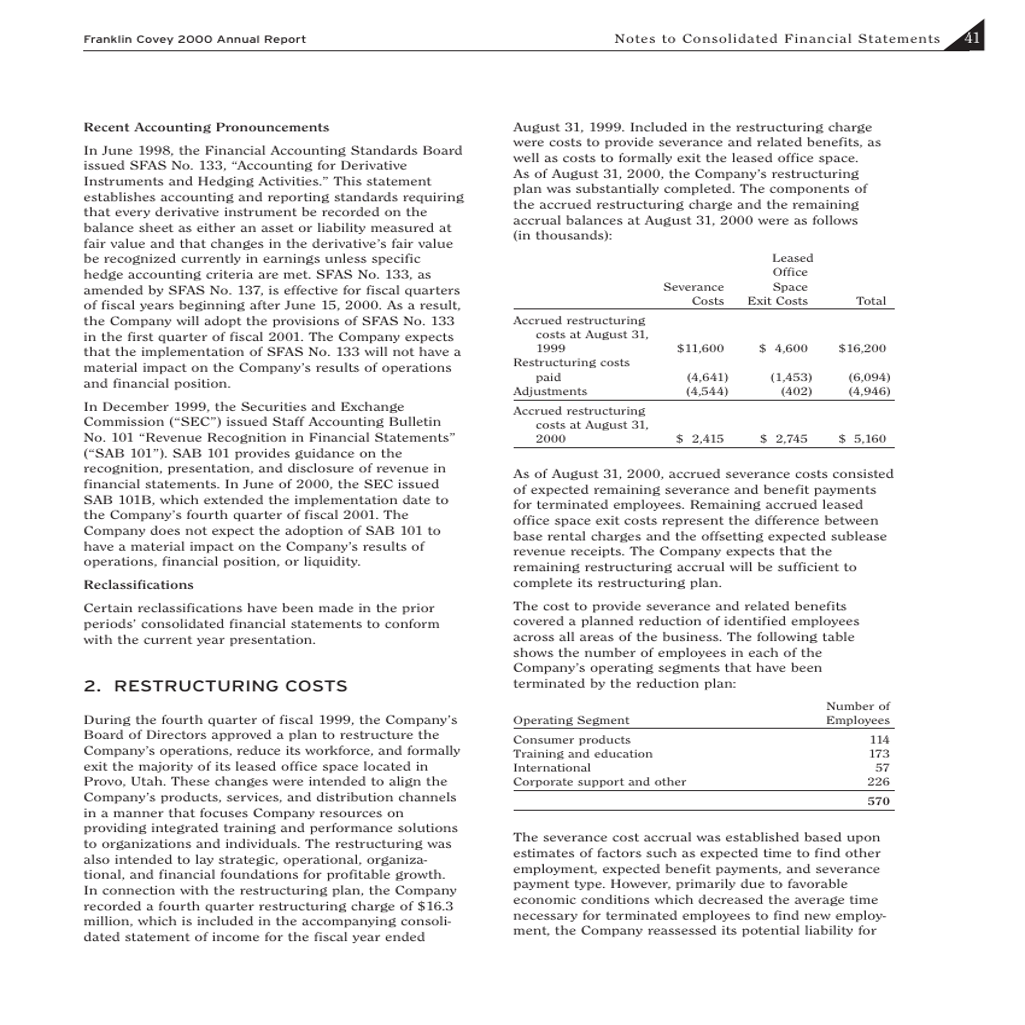 Franklin Covey 2000 Annual Report
Notes to Consolidated Financial Statements 41
Recent Accounting Pronouncements
In June 1998, the Financial Accounting Standards Board
issued SFAS No. 133, “Accounting for Derivative
Instruments and Hedging Activities.” This statement
establishes accounting and reporting standards requiring
that every derivative instrument be recorded on the
balance sheet as either an asset or liability measured at
fair value and that changes in the derivative’s fair value
be recognized currently in earnings unless specific
hedge accounting criteria are met. SFAS No. 133, as
amended by SFAS No. 137, is effective for fiscal quarters
of fiscal years beginning after June 15, 2000. As a result,
the Company will adopt the provisions of SFAS No. 133
in the first quarter of fiscal 2001. The Company expects
that the implementation of SFAS No. 133 will not have a
material impact on the Company’s results of operations
and financial position.
In December 1999, the Securities and Exchange
Commission (“SEC”) issued Staff Accounting Bulletin
No. 101 “Revenue Recognition in Financial Statements”
(“SAB 101”). SAB 101 provides guidance on the
recognition, presentation, and disclosure of revenue in
financial statements. In June of 2000, the SEC issued
SAB 101B, which extended the implementation date to
the Company’s fourth quarter of fiscal 2001. The
Company does not expect the adoption of SAB 101 to
have a material impact on the Company’s results of
operations, financial position, or liquidity.
Reclassifications
Certain reclassifications have been made in the prior
periods’ consolidated financial statements to conform
with the current year presentation.
2. RESTRUCTURING COSTS
During the fourth quarter of fiscal 1999, the Company’s
Board of Directors approved a plan to restructure the
Company’s operations, reduce its workforce, and formally
exit the majority of its leased office space located in
Provo, Utah. These changes were intended to align the
Company’s products, services, and distribution channels
in a manner that focuses Company resources on
providing integrated training and performance solutions
to organizations and individuals. The restructuring was
also intended to lay strategic, operational, organiza-
tional, and financial foundations for profitable growth.
In connection with the restructuring plan, the Company
recorded a fourth quarter restructuring charge of $16.3
million, which is included in the accompanying consoli-
dated statement of income for the fiscal year ended
August 31, 1999. Included in the restructuring charge
were costs to provide severance and related benefits, as
well as costs to formally exit the leased office space.
As of August 31, 2000, the Company’s restructuring
plan was substantially completed. The components of
the accrued restructuring charge and the remaining
accrual balances at August 31, 2000 were as follows
(in thousands):
Leased
Office
Severance Space
Costs Exit Costs Total
Accrued restructuring
costs at August 31,
1999 $11,600 $ 4,600 $16,200
Restructuring costs
paid (4,641) (1,453) (6,094)
Adjustments (4,544) (402) (4,946)
Accrued restructuring
costs at August 31,
2000 $ 2,415 $ 2,745 $ 5,160
As of August 31, 2000, accrued severance costs consisted
of expected remaining severance and benefit payments
for terminated employees. Remaining accrued leased
office space exit costs represent the difference between
base rental charges and the offsetting expected sublease
revenue receipts. The Company expects that the
remaining restructuring accrual will be sufficient to
complete its restructuring plan.
The cost to provide severance and related benefits
covered a planned reduction of identified employees
across all areas of the business. The following table
shows the number of employees in each of the
Company’s operating segments that have been
terminated by the reduction plan:
Number of
Operating Segment Employees
Consumer products 114
Training and education 173
International 57
Corporate support and other 226
570
The severance cost accrual was established based upon
estimates of factors such as expected time to find other
employment, expected benefit payments, and severance
payment type. However, primarily due to favorable
economic conditions which decreased the average time
necessary for terminated employees to find new employ-
ment, the Company reassessed its potential liability for